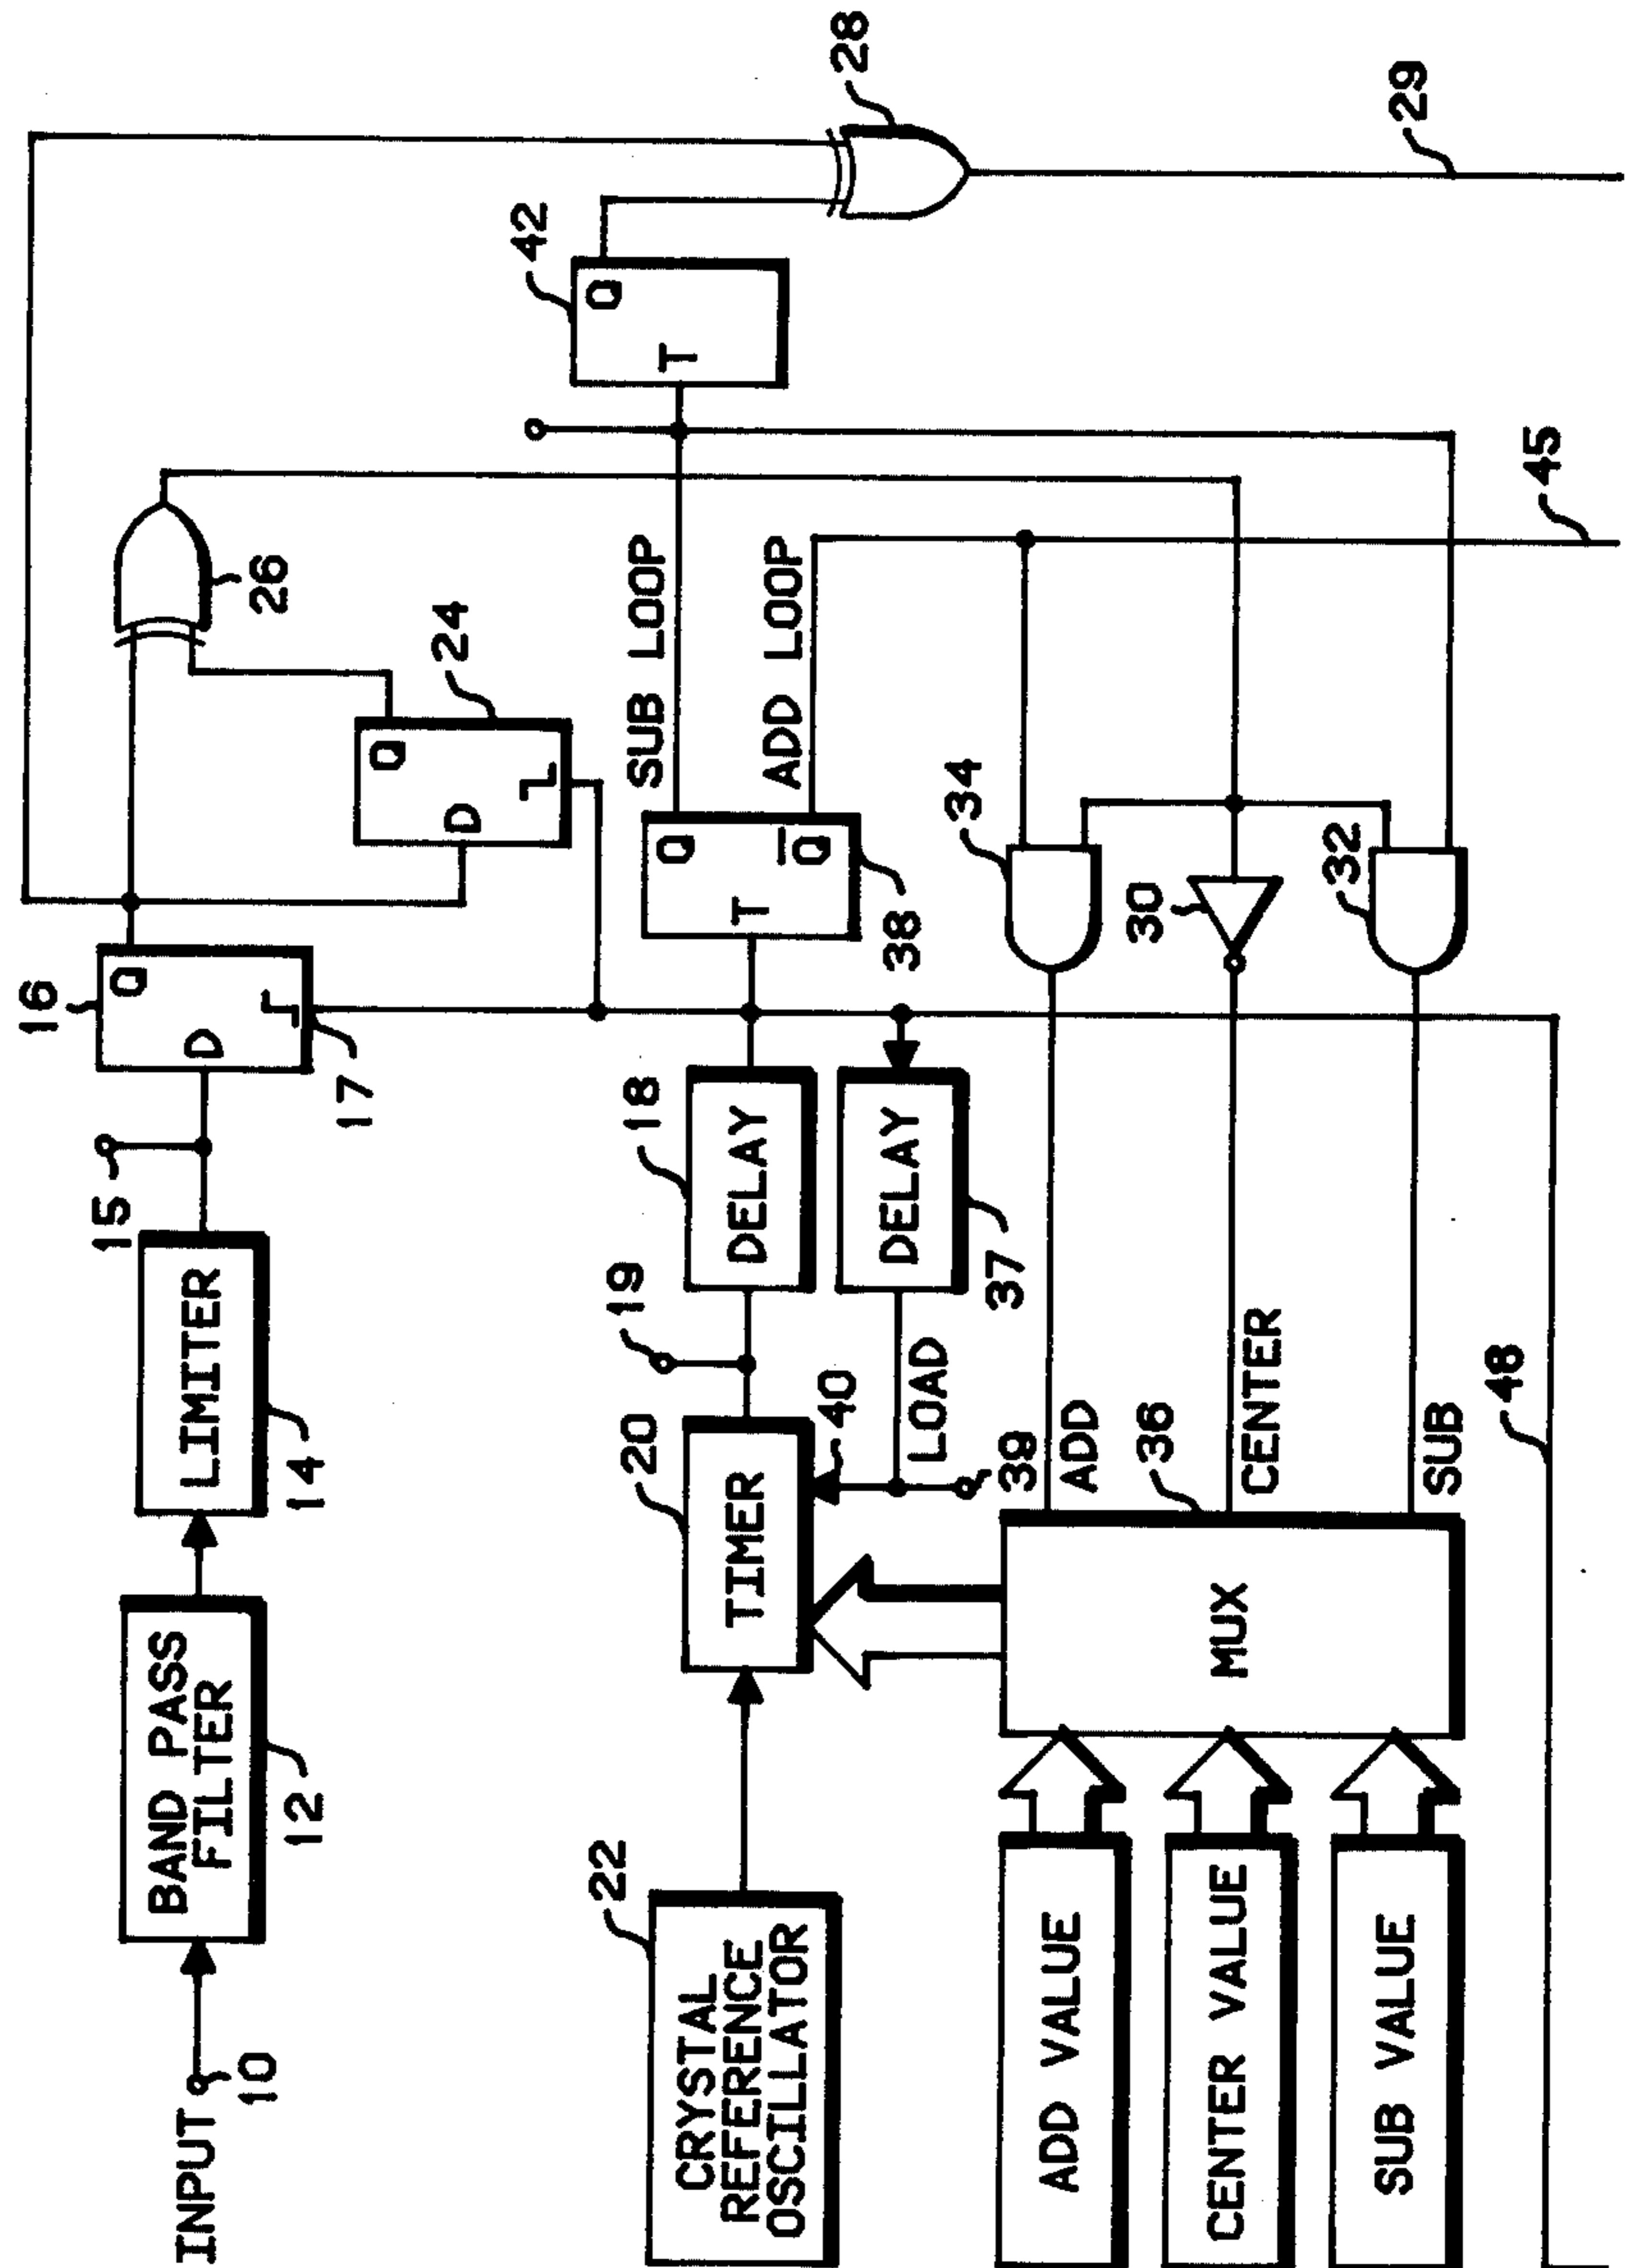 INPUT
10
BAND PASS
FILTER
12
LIMITER
14
15
16
D
Q
17
26
28
24
D
Q
42
T
Q
CRYSTAL
REFERENCE
OSCILLATOR
22
TIMER
20
19
DELAY
18
T
Q
Q
38
SUB LOOP
ADD LOOP
40
LOAD
DELAY
37
39
ADD VALUE
CENTER VALUE
SUB VALUE
MUX
36
ADD
CENTER
SUB
34
30
32
48
45
29